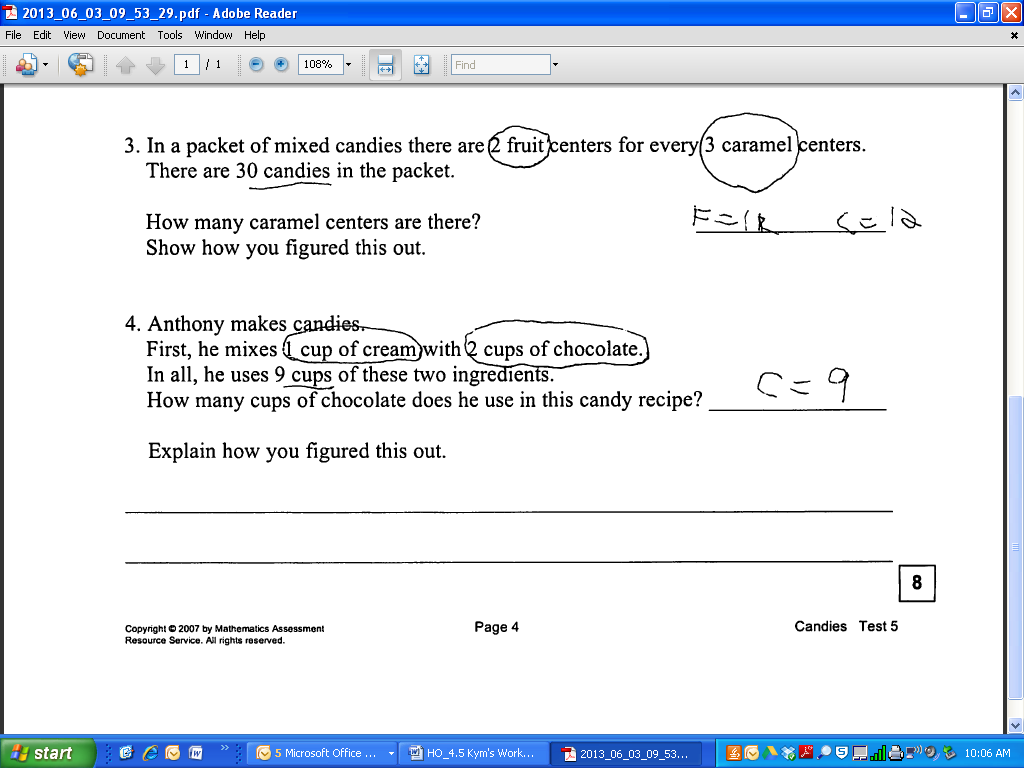 2013_06_03_09_53_29.pdf - Adobe Reader
File Edit View Document Tools Window Help
1 / 1 108% Find
3. In a packet of mixed candies there are 2 fruit centers for every 3 caramel centers.
There are 30 candies in the packet.
How many caramel centers are there?
F = 12 C = 12
Show how you figured this out.
4. Anthony makes candies.
First, he mixes 1 cup of cream with 2 cups of chocolate.
In all, he uses 9 cups of these two ingredients.
How many cups of chocolate does he use in this candy recipe? C = 9
Explain how you figured this out.
8
Copyright © 2007 by Mathematics Assessment
Resource Service. All rights reserved.
Page 4
Candies Test 5
start » 5 Microsoft Office ... HO_4.5 Kym's Work... 2013_06_03_09_53... 10:06 AM